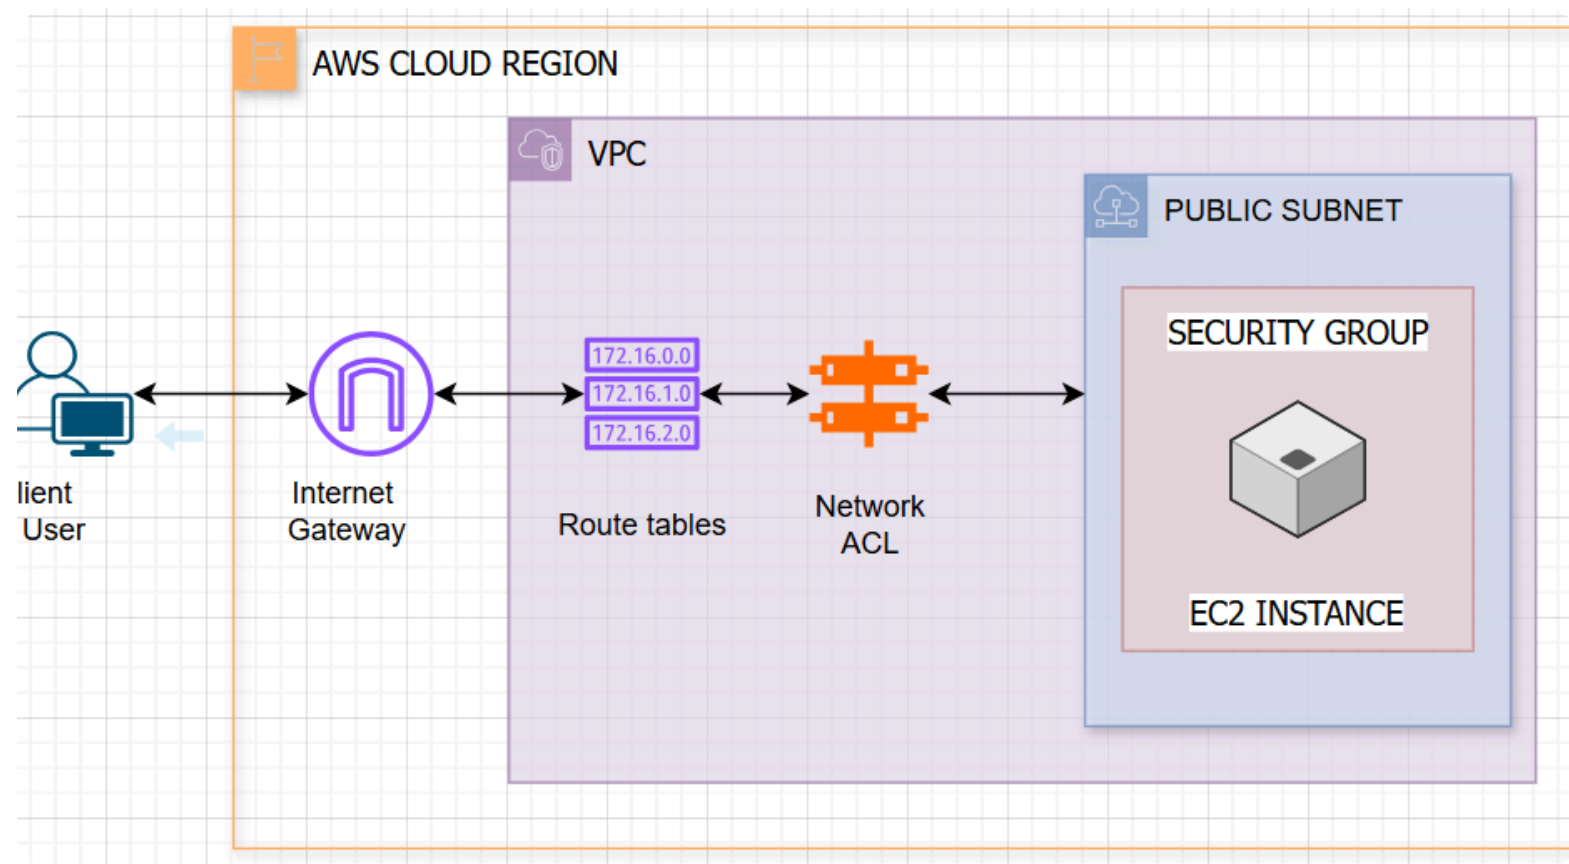 AWS CLOUD REGION
VPC
PUBLIC SUBNET
SECURITY GROUP
172.16.0.0
172.16.1.0
172.16.2.0
lient
User
Internet
Gateway
Route tables
Network
ACL
EC2 INSTANCE